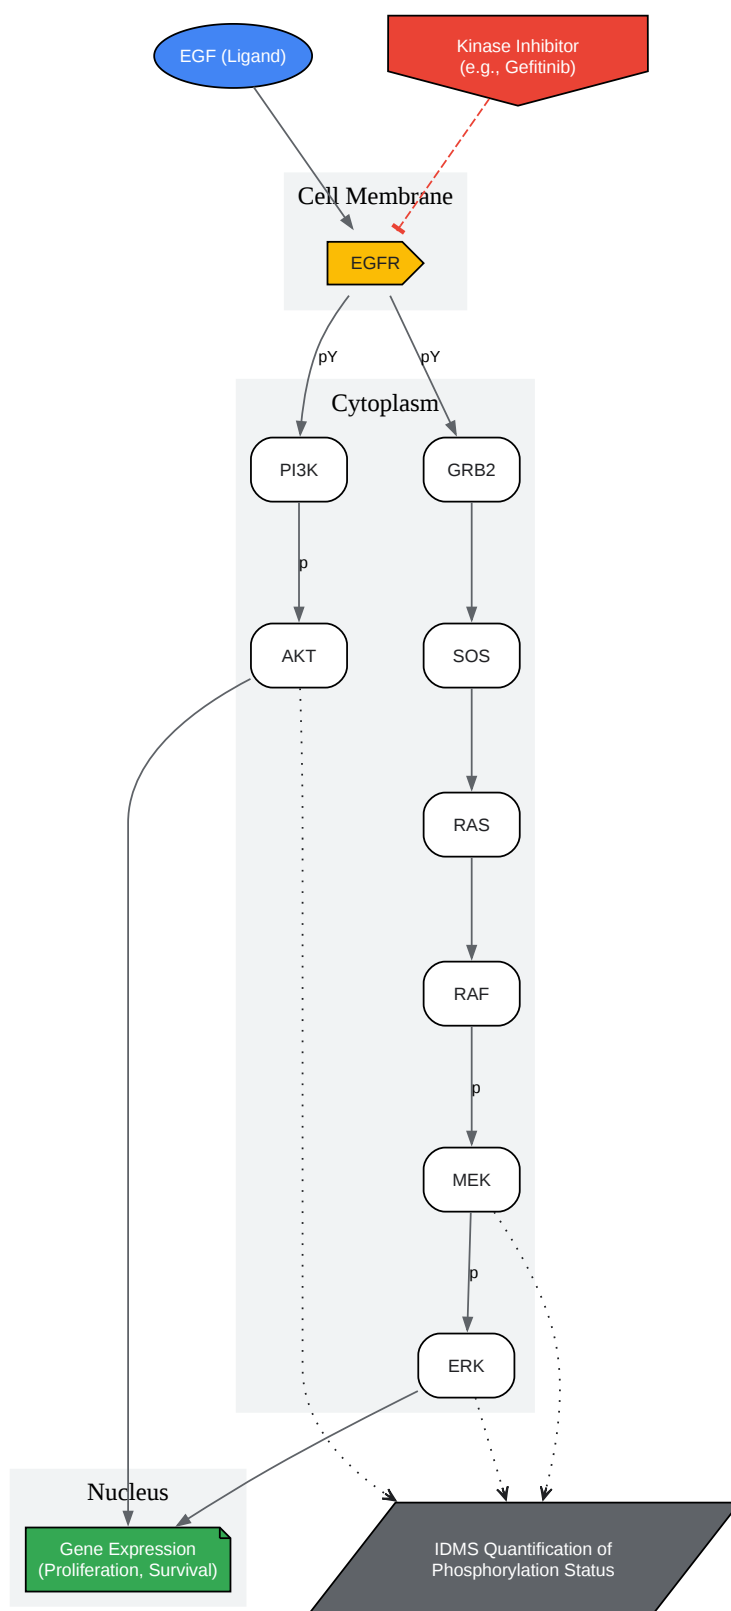 EGF (Ligand)
Kinase Inhibitor
(e.g., Gefitinib)
Cell Membrane
EGFR
pY
pY
Cytoplasm
PI3K
GRB2
p
AKT
SOS
RAS
RAF
p
MEK
p
ERK
Nucleus
Gene Expression
(Proliferation, Survival)
IDMS Quantification of
Phosphorylation Status